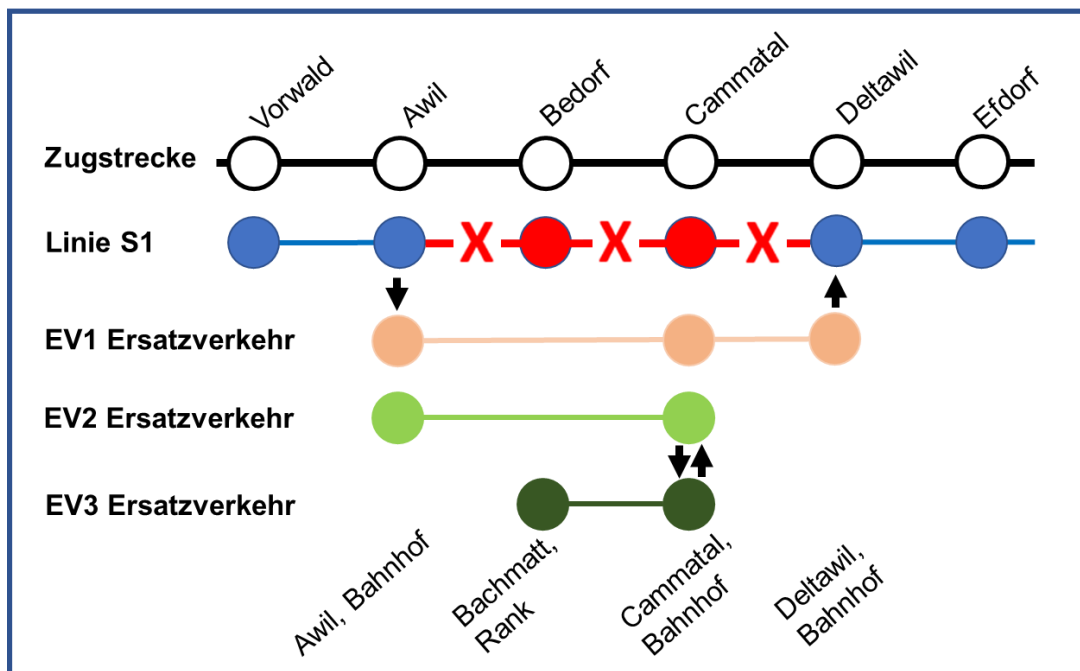 Vorwald
Awil
Bedorf
Cammatal
Deltawil
Efdorf
Zugstrecke
Linie S1
X X X
EV1 Ersatzverkehr
EV2 Ersatzverkehr
EV3 Ersatzverkehr
Awil, Bahnhof
Bachmatt,
Rank
Cammatal,
Bahnhof
Deltawil,
Bahnhof